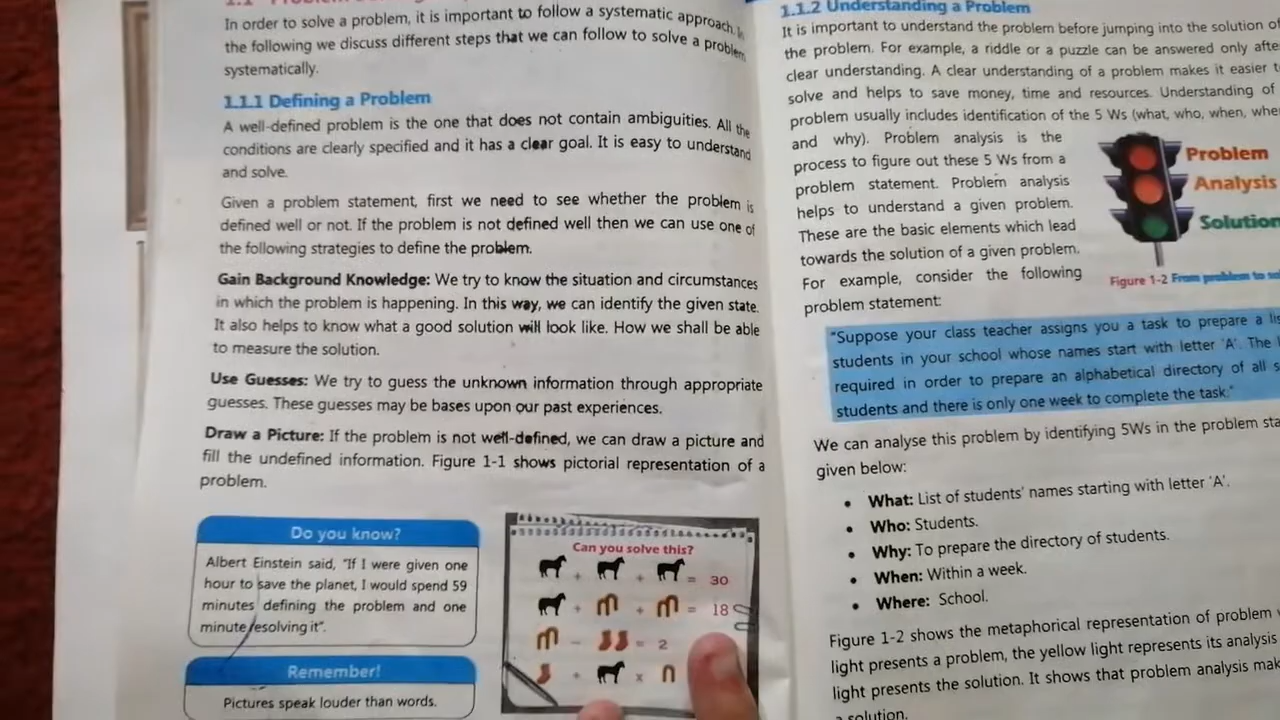 In order to solve a problem, it is important to follow a systematic approach. In
the following we discuss different steps that we can follow to solve a problem
systematically.
1.1.1 Defining a Problem
A well-defined problem is the one that does not contain ambiguities. All the
conditions are clearly specified and it has a clear goal. It is easy to understand
and solve.
Given a problem statement, first we need to see whether the problem is
defined well or not. If the problem is not defined well then we can use one of
the following strategies to define the problem.
Gain Background Knowledge: We try to know the situation and circumstances
in which the problem is happening. In this way, we can identify the given state.
It also helps to know what a good solution will look like. How we shall be able
to measure the solution.
Use Guesses: We try to guess the unknown information through appropriate
guesses. These guesses may be bases upon our past experiences.
Draw a Picture: If the problem is not well-defined, we can draw a picture and
fill the undefined information. Figure 1-1 shows pictorial representation of a
problem.
Do you know?
Albert Einstein said, "If I were given one
hour to save the planet, I would spend 59
minutes defining the problem and one
minute resolving it".
Remember!
Pictures speak louder than words.
Can you solve this?
+ + = 30
+ + = 18
- = 2
+ x
1.1.2 Understanding a Problem
It is important to understand the problem before jumping into the solution of
the problem. For example, a riddle or a puzzle can be answered only
clear understanding. A clear understanding of a problem makes it easier
solve and helps to save money, time and resources. Understanding of
problem usually includes identification of the 5 Ws (what, who, when,
and why). Problem analysis is the
process to figure out these 5 Ws from a
problem statement. Problem analysis
helps to understand a given problem.
These are the basic elements which lead
towards the solution of a given problem.
For example, consider the following
problem statement:
Problem
Analysis
Solution
Figure 1-2 From problem to
"Suppose your class teacher assigns you a task to prepare a
students in your school whose names start with letter 'A'. The
required in order to prepare an alphabetical directory of all
students and there is only one week to complete the task."
We can analyse this problem by identifying 5Ws in the problem
given below:
• What: List of students' names starting with letter 'A'.
• Who: Students.
• Why: To prepare the directory of students.
• When: Within a week.
• Where: School.
Figure 1-2 shows the metaphorical representation of problem
light presents a problem, the yellow light represents its analysis
light presents the solution. It shows that problem analysis
a solution.